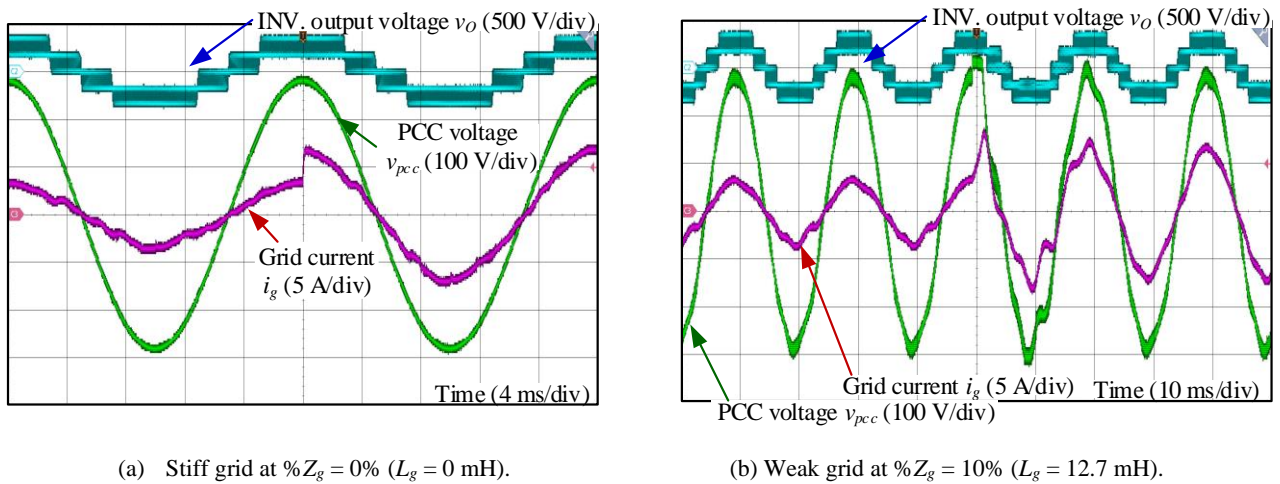 INV. output voltage vO (500 V/div)
PCC voltage
vpcc (100 V/div)
Grid current
ig (5 A/div)
Time (4 ms/div)
(a) Stiff grid at %Zg = 0% (Lg = 0 mH).
INV. output voltage vO (500 V/div)
Grid current ig (5 A/div)
Time (10 ms/div)
PCC voltage vpcc (100 V/div)
(b) Weak grid at %Zg = 10% (Lg = 12.7 mH).